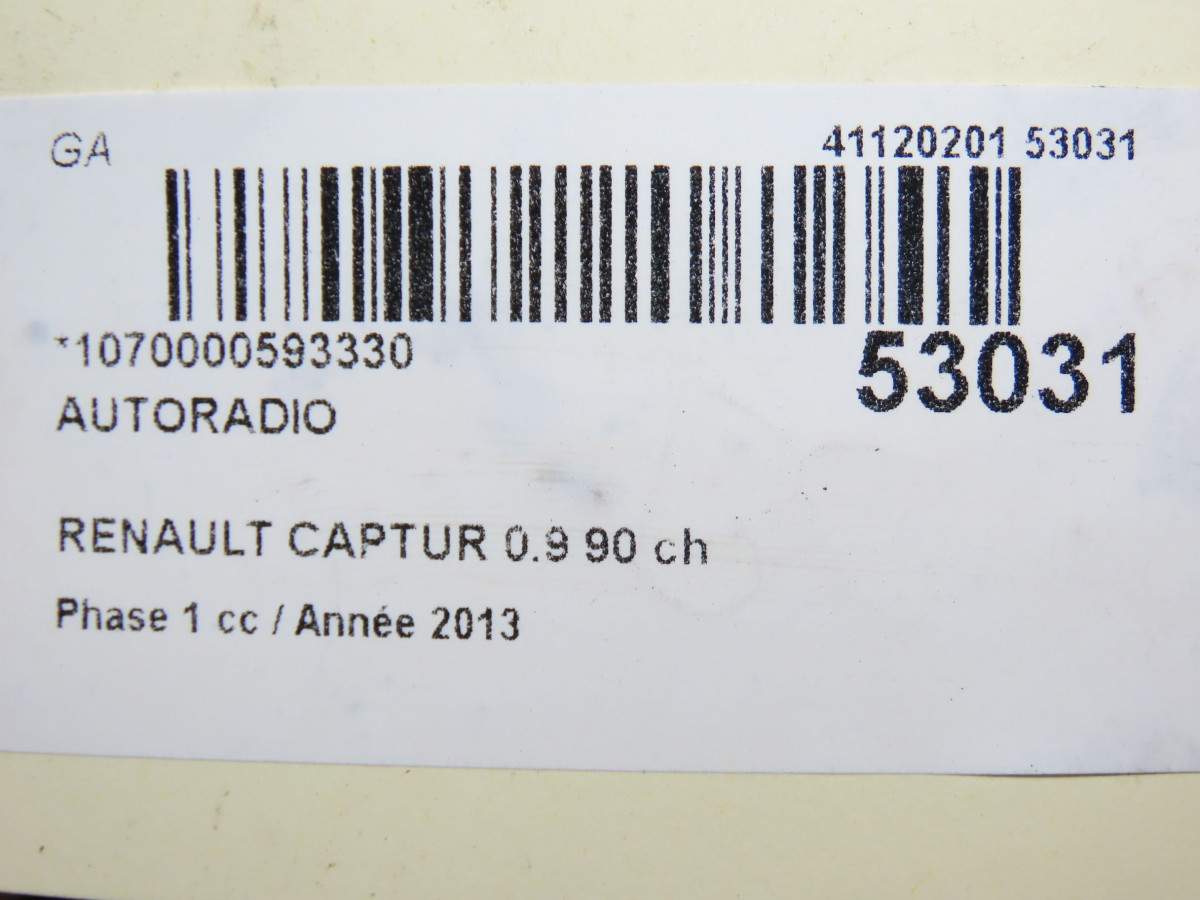 GA
41120201 53031
*1070000593330
53031
AUTORADIO
RENAULT CAPTUR 0.9 90 ch
Phase 1 cc / Année 2013